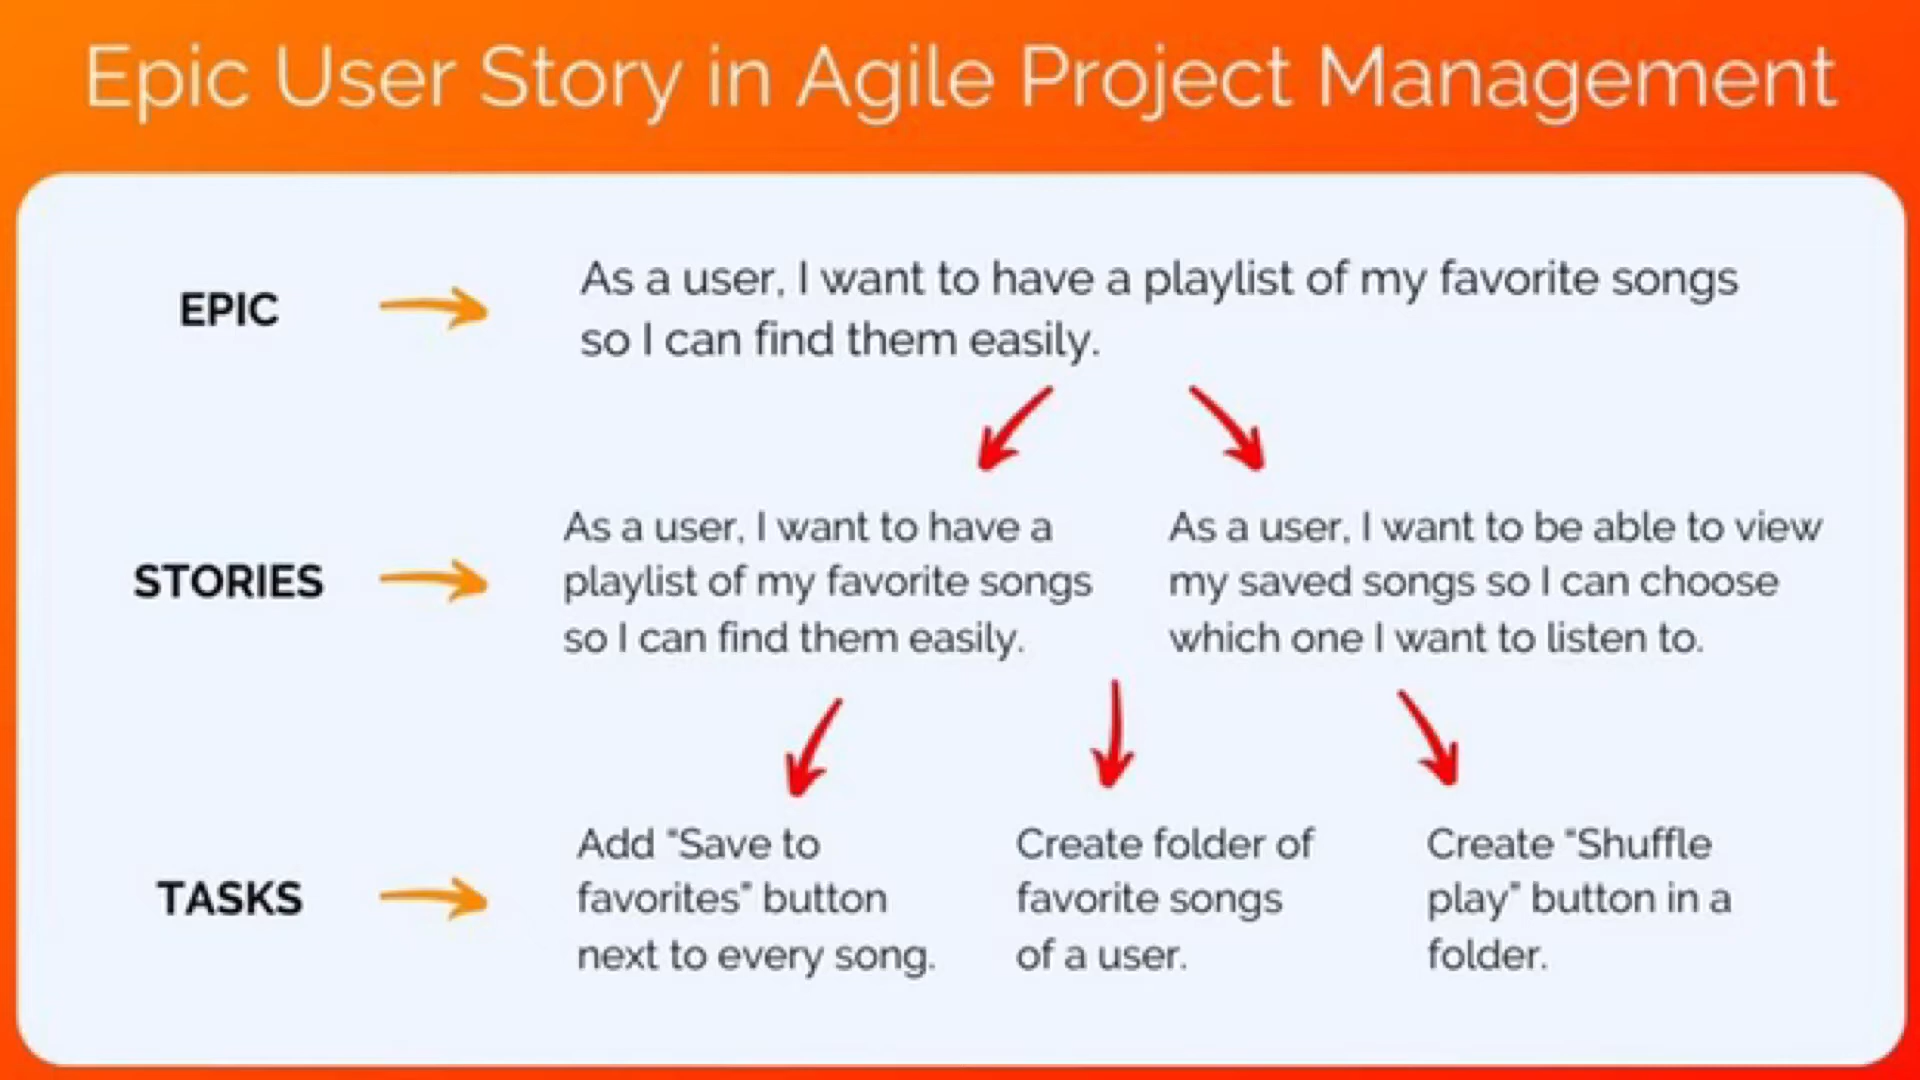 Epic User Story in Agile Project Management
EPIC
As a user, I want to have a playlist of my favorite songs
so I can find them easily.
STORIES
As a user, I want to have a
playlist of my favorite songs
so I can find them easily.
As a user, I want to be able to view
my saved songs so I can choose
which one I want to listen to.
TASKS
Add "Save to
favorites" button
next to every song.
Create folder of
favorite songs
of a user.
Create "Shuffle
play" button in a
folder.